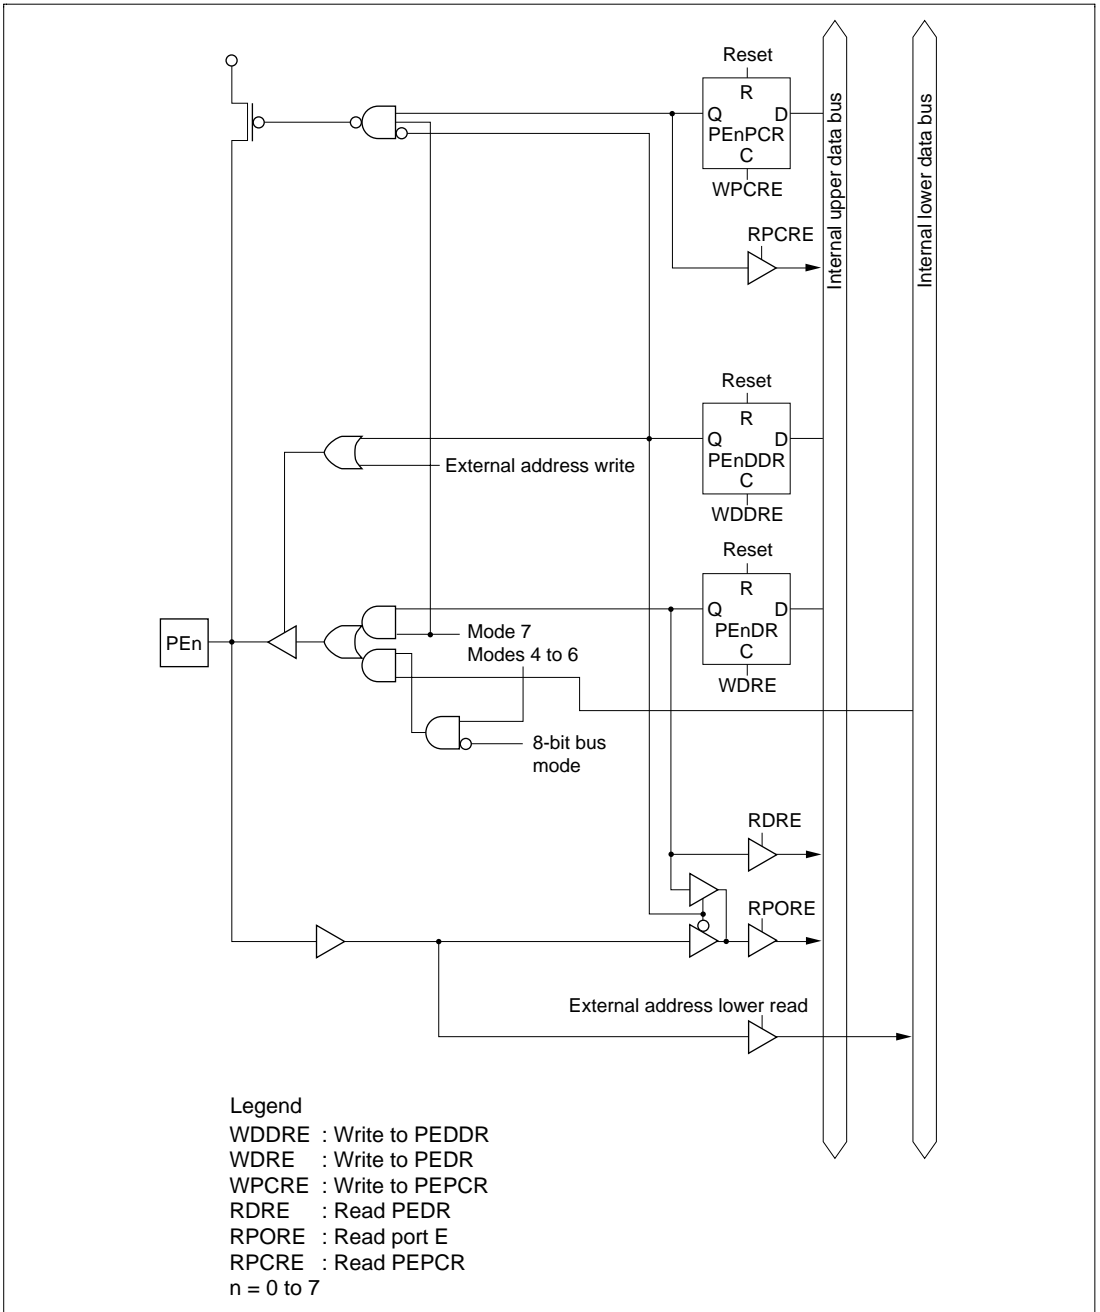 Reset
R
Q D
PEnPCR
C
WPCRE
RPCRE
Internal upper data bus
Internal lower data bus
Reset
R
Q D
PEnDDR
C
WDDRE
External address write
Reset
R
Q D
PEnDR
C
WDRE
PEn
Mode 7
Modes 4 to 6
8-bit bus
mode
RDRE
RPORE
External address lower read
Legend
WDDRE : Write to PEDDR
WDRE : Write to PEDR
WPCRE : Write to PEPCR
RDRE : Read PEDR
RPORE : Read port E
RPCRE : Read PEPCR
n = 0 to 7